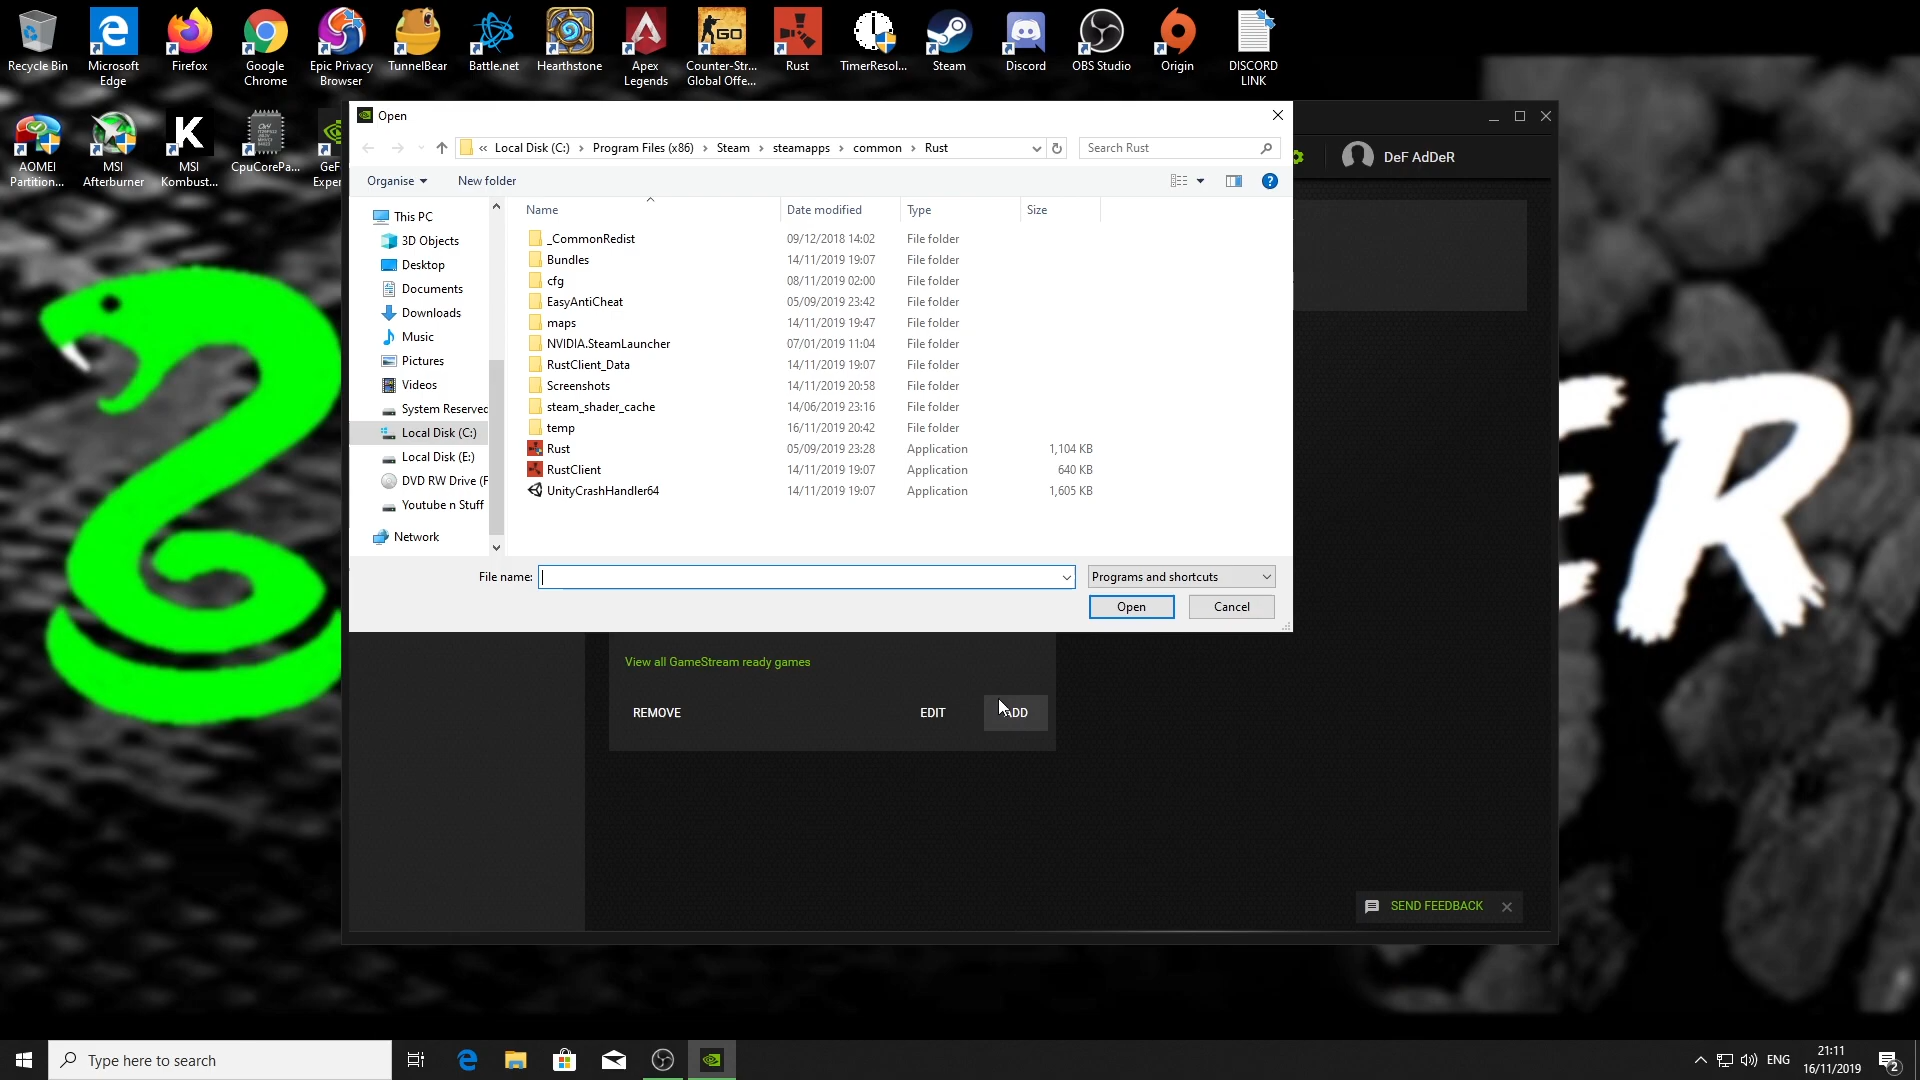 Recycle Bin
Microsoft
Edge
Firefox
Google
Chrome
Epic Privacy
Browser
TunnelBear
Battle.net
Hearthstone
Apex
Legends
Counter-Str...
Global Offe...
GO
Rust
TimerResol...
Steam
Discord
OBS Studio
Origin
DISCORD
LINK
AOMEI
Partition...
MSI
Afterburner
K
MSI
Kombust...
CpuCorePa...
GeF
Exper
Open
« Local Disk (C:) › Program Files (x86) › Steam › steamapps › common › Rust
Search Rust
DeF AdDeR
Organise
New folder
Name
Date modified
Type
Size
This PC
3D Objects
Desktop
Documents
Downloads
Music
Pictures
Videos
System Reserved
Local Disk (C:)
Local Disk (E:)
DVD RW Drive (F
Youtube n Stuff
Network
_CommonRedist 09/12/2018 14:02 File folder
Bundles 14/11/2019 19:07 File folder
cfg 08/11/2019 02:00 File folder
EasyAntiCheat 05/09/2019 23:42 File folder
maps 14/11/2019 19:47 File folder
NVIDIA.SteamLauncher 07/01/2019 11:04 File folder
RustClient_Data 14/11/2019 19:07 File folder
Screenshots 14/11/2019 20:58 File folder
steam_shader_cache 14/06/2019 23:16 File folder
temp 16/11/2019 20:42 File folder
Rust 05/09/2019 23:28 Application 1,104 KB
RustClient 14/11/2019 19:07 Application 640 KB
UnityCrashHandler64 14/11/2019 19:07 Application 1,605 KB
File name:
Programs and shortcuts
Open
Cancel
View all GameStream ready games
REMOVE
EDIT
ADD
SEND FEEDBACK
ER
Type here to search
ENG
21:11
16/11/2019
2